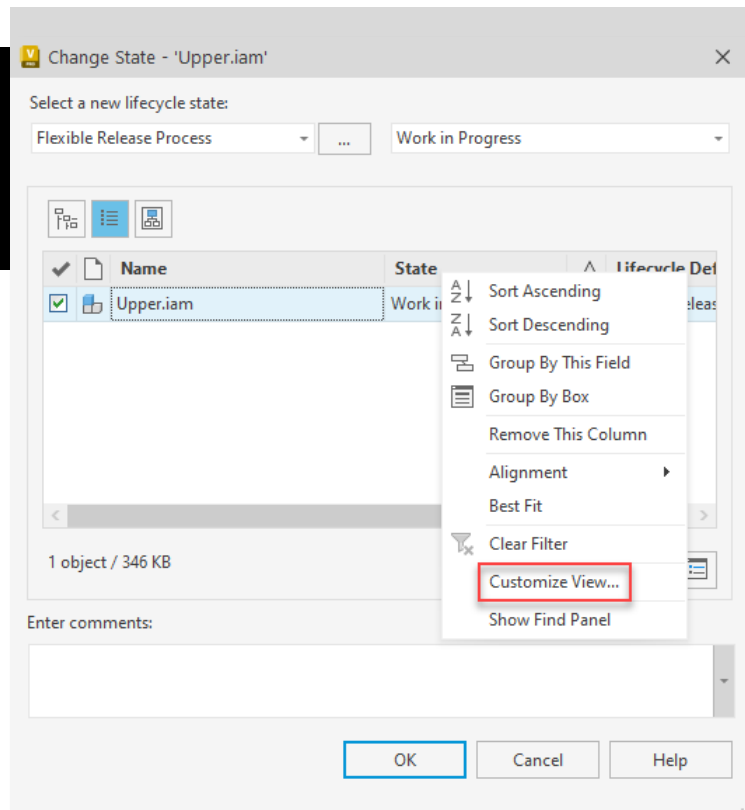 Change State - 'Upper.iam'
Select a new lifecycle state:
Flexible Release Process ... Work in Progress
Name State Lifecycle Def
Upper.iam Work i
Sort Ascending
Sort Descending
Group By This Field
Group By Box
Remove This Column
Alignment
Best Fit
Clear Filter
Customize View...
Show Find Panel
1 object / 346 KB
Enter comments:
OK Cancel Help